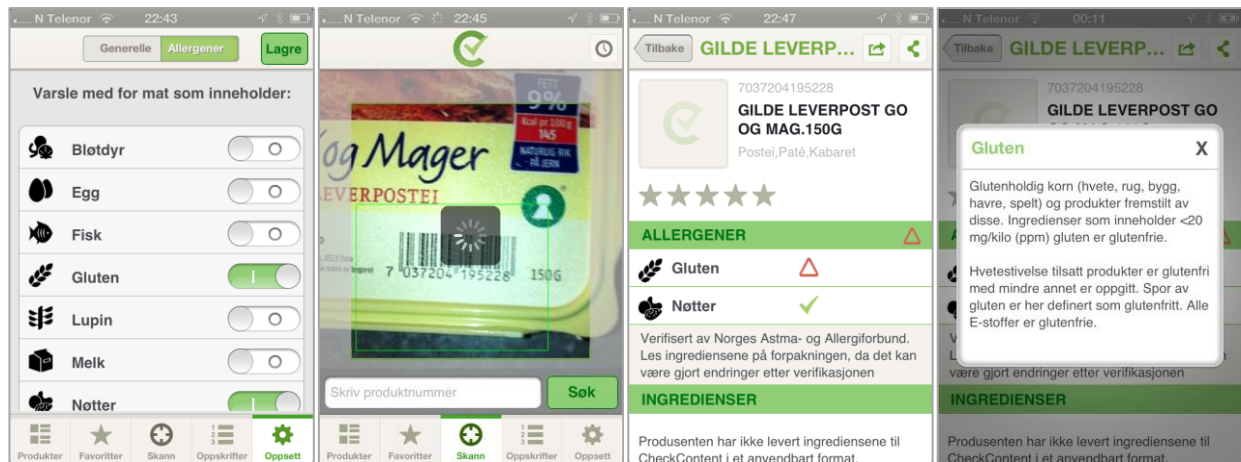 N Telenor 22:43
Generelle Allergener Lagre
Varsle med for mat som inneholder:
Bløtdyr
Egg
Fisk
Gluten
Lupin
Melk
Nøtter
Produkter Favoritter Skann Oppskrifter Oppsett
N Telenor 22:45
FETT
9%
Kcal pr 100g
145
NATURLIG RIK
PÅ JERN
og Mager
LEVERPOSTEI
7 037204 195228 150G
Skriv produktnummer Søk
Produkter Favoritter Skann Oppskrifter Oppsett
N Telenor 22:47
Tilbake GILDE LEVERP...
7037204195228
GILDE LEVERPOST GO
OG MAG.150G
Postei,Paté,Kabaret
ALLERGENER
Gluten
Nøtter
Verifisert av Norges Astma- og Allergiforbund.
Les ingrediensene på forpakningen, da det kan
være gjort endringer etter verifikasjonen
INGREDIENSER
Produsenten har ikke levert ingrediensene til
CheckContent i et anvendbart format.
N Telenor 00:11
Tilbake GILDE LEVERP...
7037204195228
GILDE LEVERPOST GO
Gluten X
Glutenholdig korn (hvete, rug, bygg,
havre, spelt) og produkter fremstilt av
disse. Ingredienser som inneholder <20
mg/kilo (ppm) gluten er glutenfrie.
Hvetestivelse tilsatt produkter er glutenfri
med mindre annet er oppgitt. Spor av
gluten er her definert som glutenfritt. Alle
E-stoffer er glutenfrie.
være gjort endringer etter verifikasjonen
INGREDIENSER
Produsenten har ikke levert ingrediensene til
CheckContent i et anvendbart format.